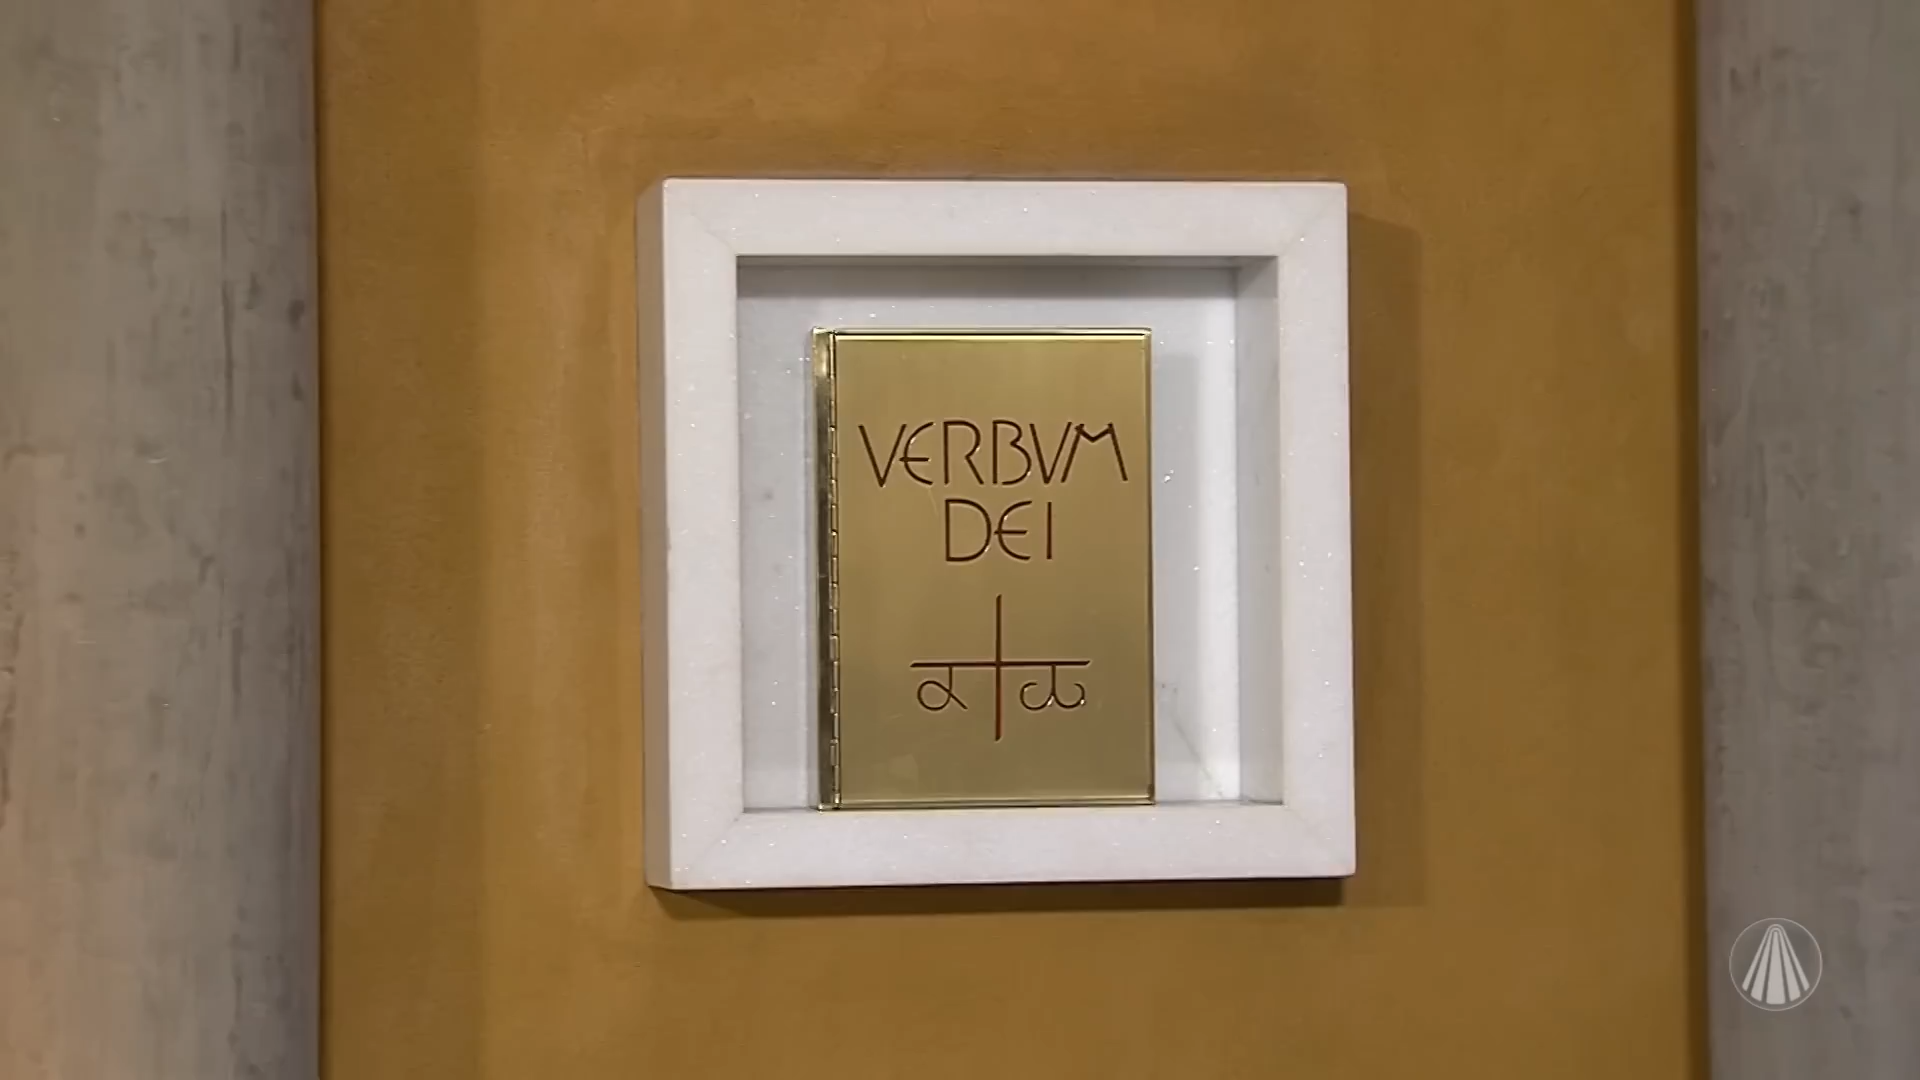 VERBVM
DEI
α ω